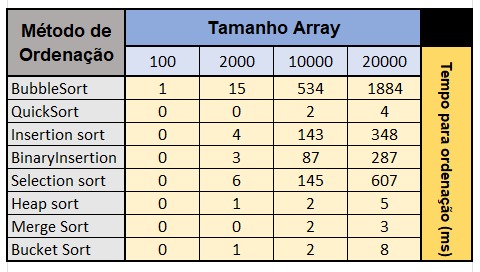 Método de Ordenação Tamanho Array
100 2000 10000 20000
BubbleSort 1 15 534 1884
QuickSort 0 0 2 4
Insertion sort 0 4 143 348
BinaryInsertion 0 3 87 287
Selection sort 0 6 145 607
Heap sort 0 1 2 5
Merge Sort 0 0 2 3
Bucket Sort 0 1 2 8
Tempo para ordenação (ms)